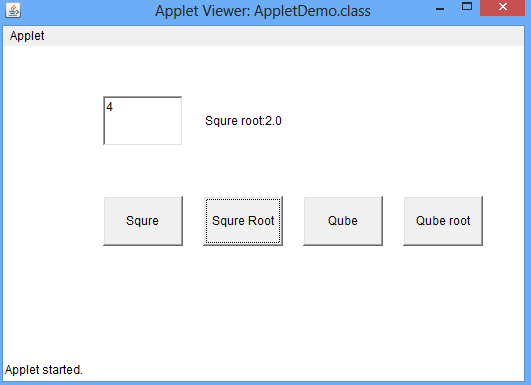 Applet Viewer: AppletDemo.class
Applet
4
Squre root:2.0
Squre
Squre Root
Qube
Qube root
Applet started.